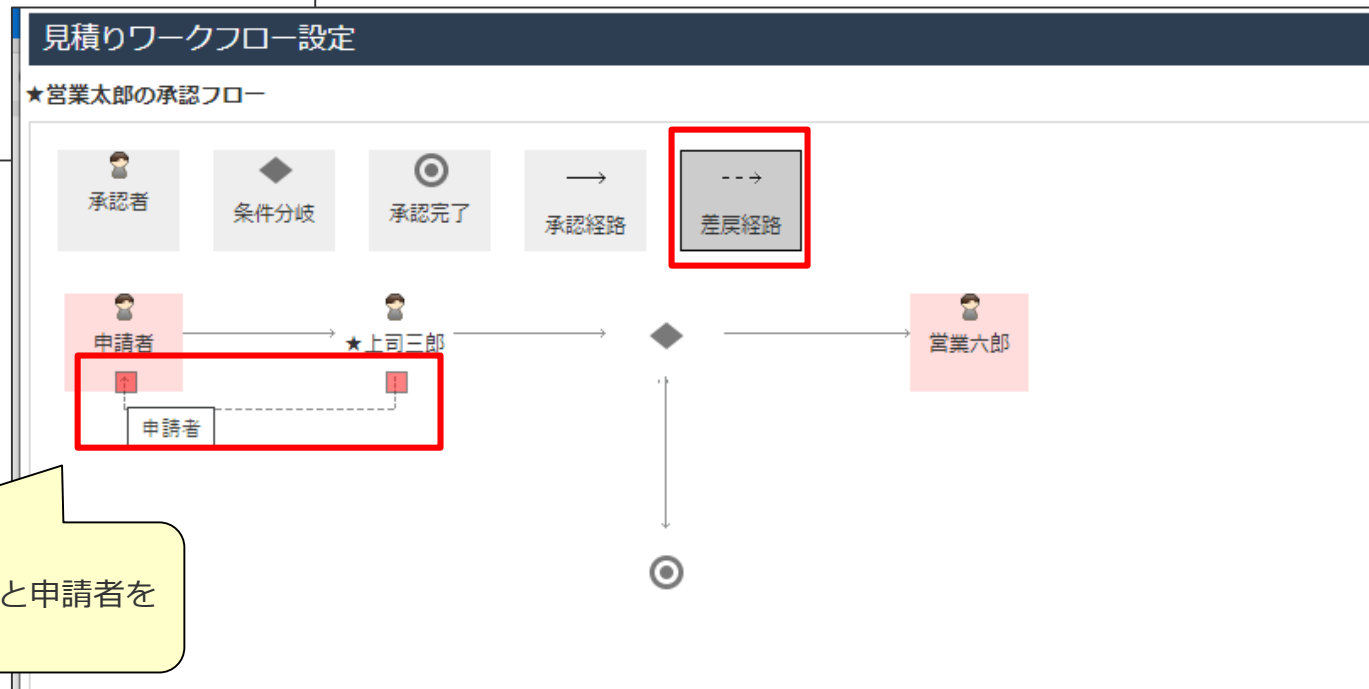 見積りワークフロー設定
★営業太郎の承認フロー
承認者
条件分岐
承認完了
承認経路
差戻経路
申請者
★上司三郎
営業六郎
申請者
と申請者を